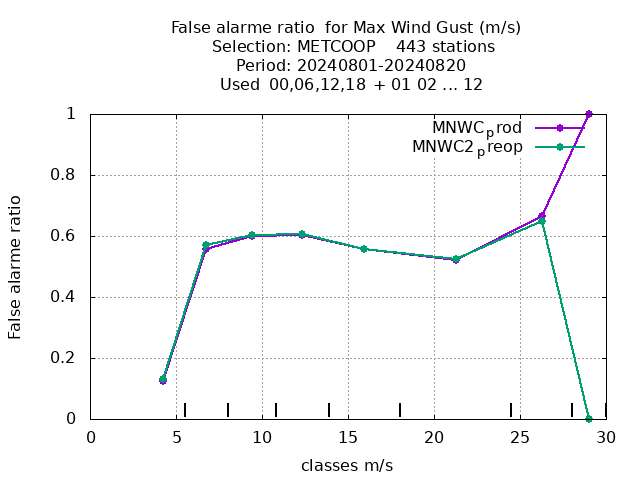 False alarme ratio  for Max Wind Gust (m/s)
Selection: METCOOP    443 stations
Period: 20240801-20240820
Used  00,06,12,18  + 01 02 ... 12
MNWCprod
MNWC2preop
1
0.8
0.6
0.4
0.2
0
False alarme ratio
0 5 10 15 20 25 30
classes m/s